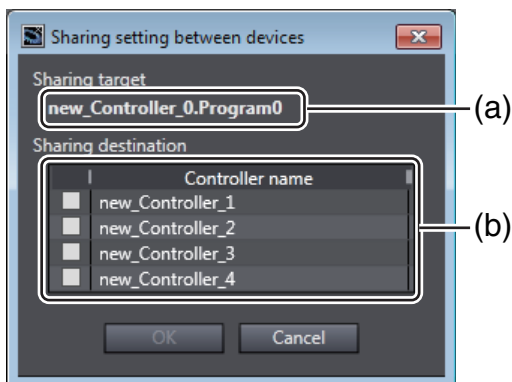 Sharing setting between devices
Sharing target
new_Controller_0.Program0
(a)
Sharing destination
Controller name
new_Controller_1
new_Controller_2
(b)
new_Controller_3
new_Controller_4
OK Cancel